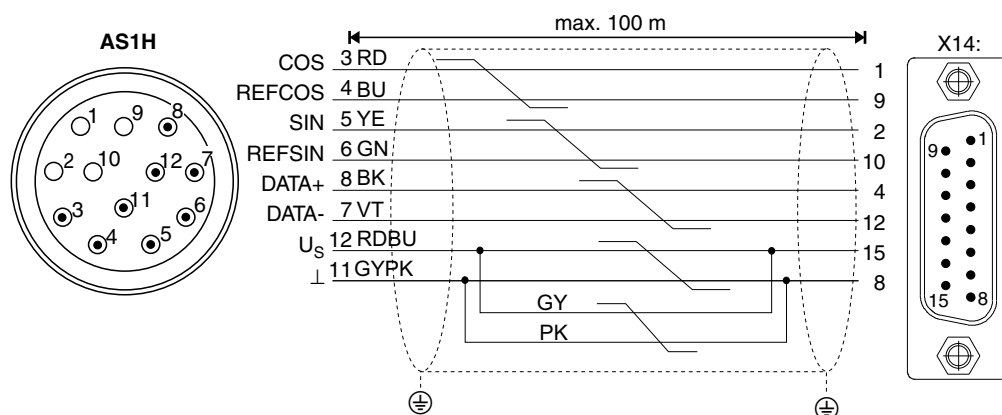 max. 100 m
AS1H
X14:
COS 3 RD 1
REFCOS 4 BU 9
SIN 5 YE 2
REFSIN 6 GN 10
DATA+ 8 BK 4
DATA- 7 VT 12
US 12 RDBU 15
⊥ 11 GYPK 8
GY
PK
1 9 8
2 10 12 7
3 11 6
4 5
9 1
15 8